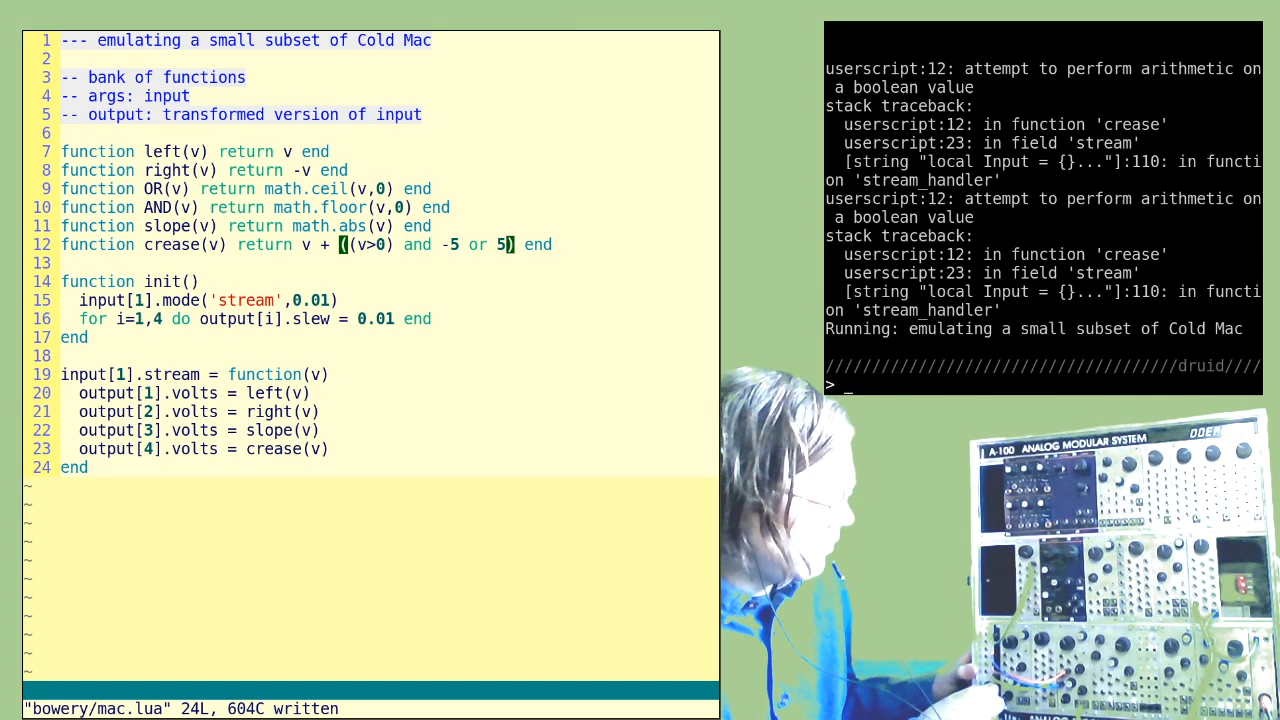 1 --- emulating a small subset of Cold Mac
2
3 -- bank of functions
4 -- args: input
5 -- output: transformed version of input
6
7 function left(v) return v end
8 function right(v) return -v end
9 function OR(v) return math.ceil(v,0) end
10 function AND(v) return math.floor(v,0) end
11 function slope(v) return math.abs(v) end
12 function crease(v) return v + ((v>0) and -5 or 5) end
13
14 function init()
15   input[1].mode('stream',0.01)
16   for i=1,4 do output[i].slew = 0.01 end
17 end
18
19 input[1].stream = function(v)
20   output[1].volts = left(v)
21   output[2].volts = right(v)
22   output[3].volts = slope(v)
23   output[4].volts = crease(v)
24 end
~
~
~
~
~
~
~
~
~
~
~
"bowery/mac.lua" 24L, 604C written
userscript:12: attempt to perform arithmetic on
 a boolean value
stack traceback:
  userscript:12: in function 'crease'
  userscript:23: in field 'stream'
  [string "local Input = {}..."]:110: in functi
on 'stream_handler'
userscript:12: attempt to perform arithmetic on
 a boolean value
stack traceback:
  userscript:12: in function 'crease'
  userscript:23: in field 'stream'
  [string "local Input = {}..."]:110: in functi
on 'stream_handler'
Running: emulating a small subset of Cold Mac
/////////////////////////////////////druid////
> _
A-100 ANALOG MODULAR SYSTEM